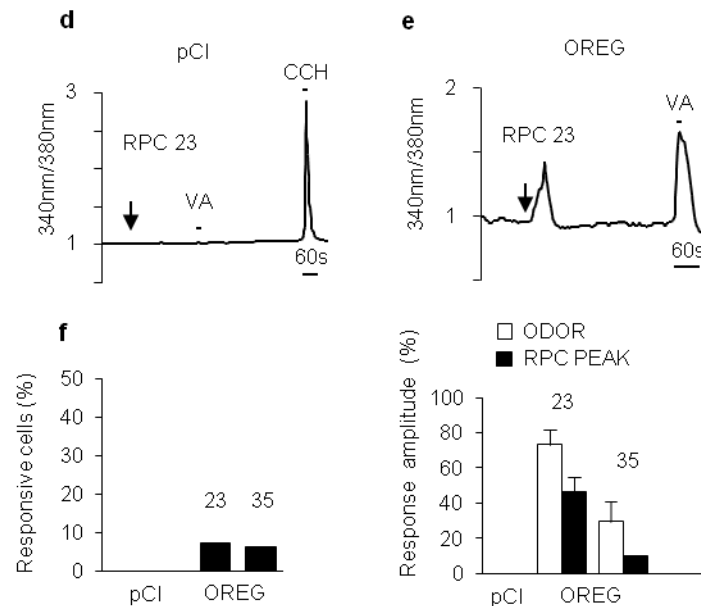 d
pCI
CCH
3
340nm/380nm
RPC 23
VA
1
60s
e
OREG
2
VA
340nm/380nm
RPC 23
1
60s
f
Responsive cells (%)
50
40
30
20
10
0
23 35
pCI OREG
ODOR
RPC PEAK
Response amplitude (%)
100
80
60
40
20
0
23
35
pCI OREG